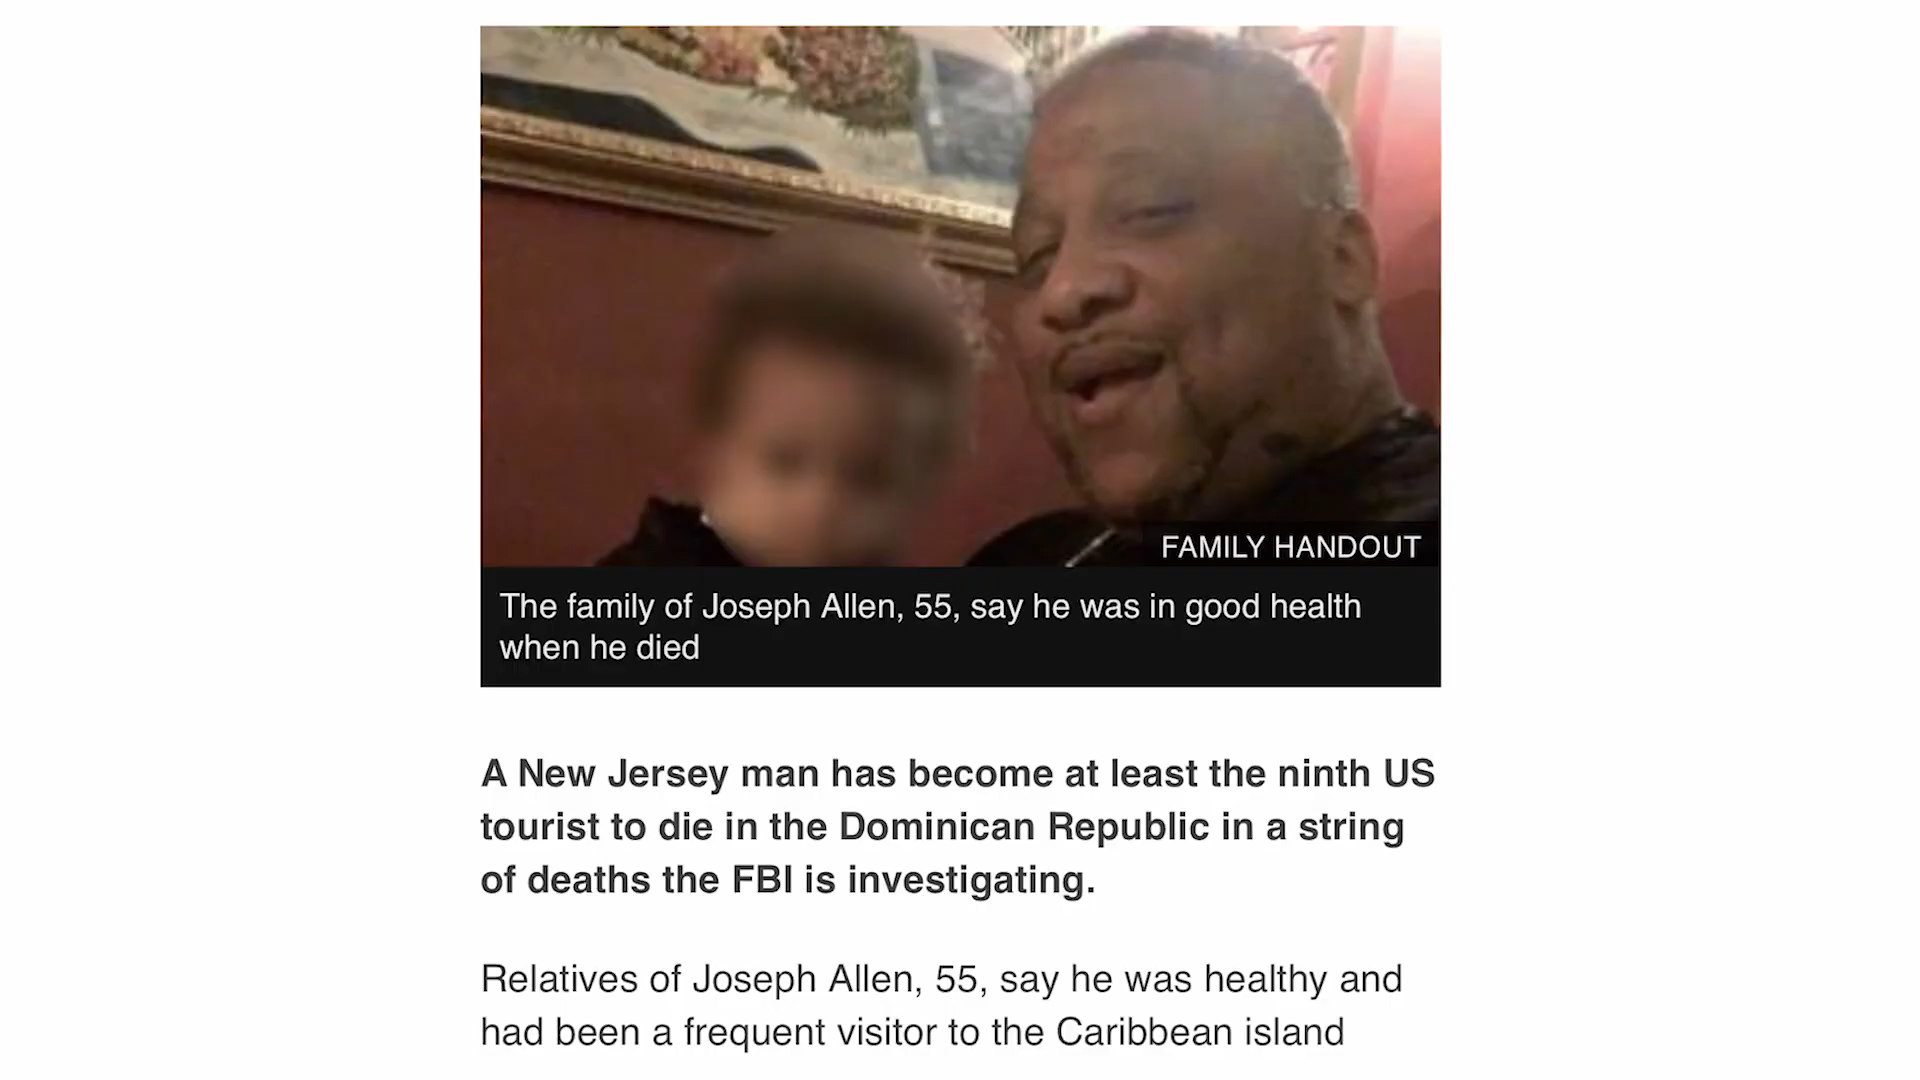 FAMILY HANDOUT
The family of Joseph Allen, 55, say he was in good health
when he died
A New Jersey man has become at least the ninth US
tourist to die in the Dominican Republic in a string
of deaths the FBI is investigating.
Relatives of Joseph Allen, 55, say he was healthy and
had been a frequent visitor to the Caribbean island